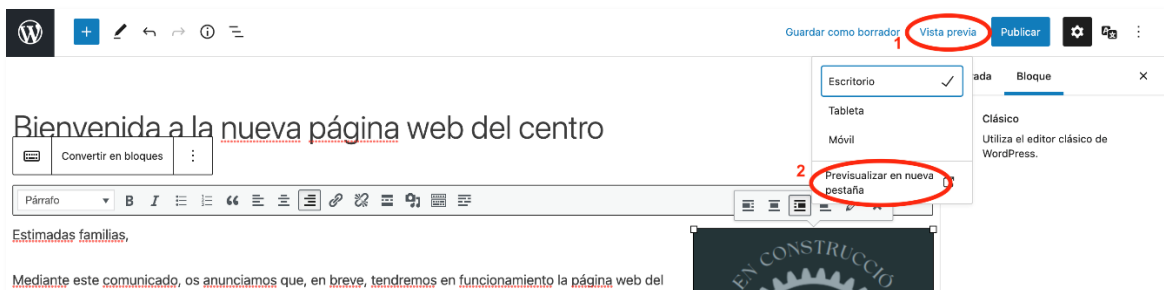 Guardar como borrador
Vista previa
Publicar
1
Escritorio
Tableta
Móvil
2
Previsualizar en nueva
pestaña
Bloque
Clásico
Utiliza el editor clásico de
WordPress.
Bienvenida a la nueva página web del centro
Convertir en bloques
Párrafo
Estimadas familias,
Mediante este comunicado, os anunciamos que, en breve, tendremos en funcionamiento la página web del
EN CONSTRUCCIÓ